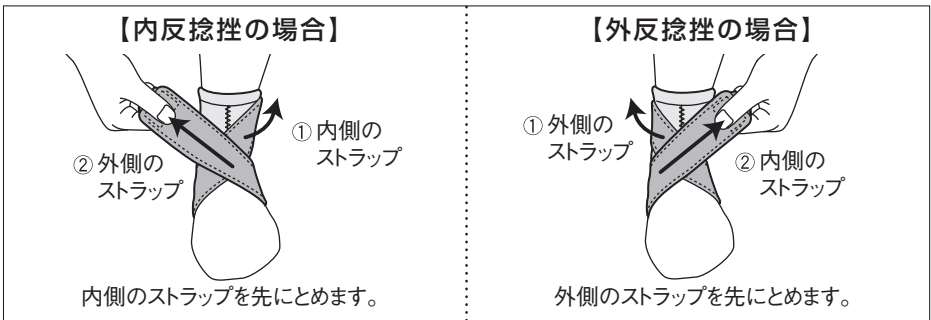 【内反捻挫の場合】
① 内側の
ストラップ
② 外側の
ストラップ
内側のストラップを先にとめます。
【外反捻挫の場合】
① 外側の
ストラップ
② 内側の
ストラップ
外側のストラップを先にとめます。